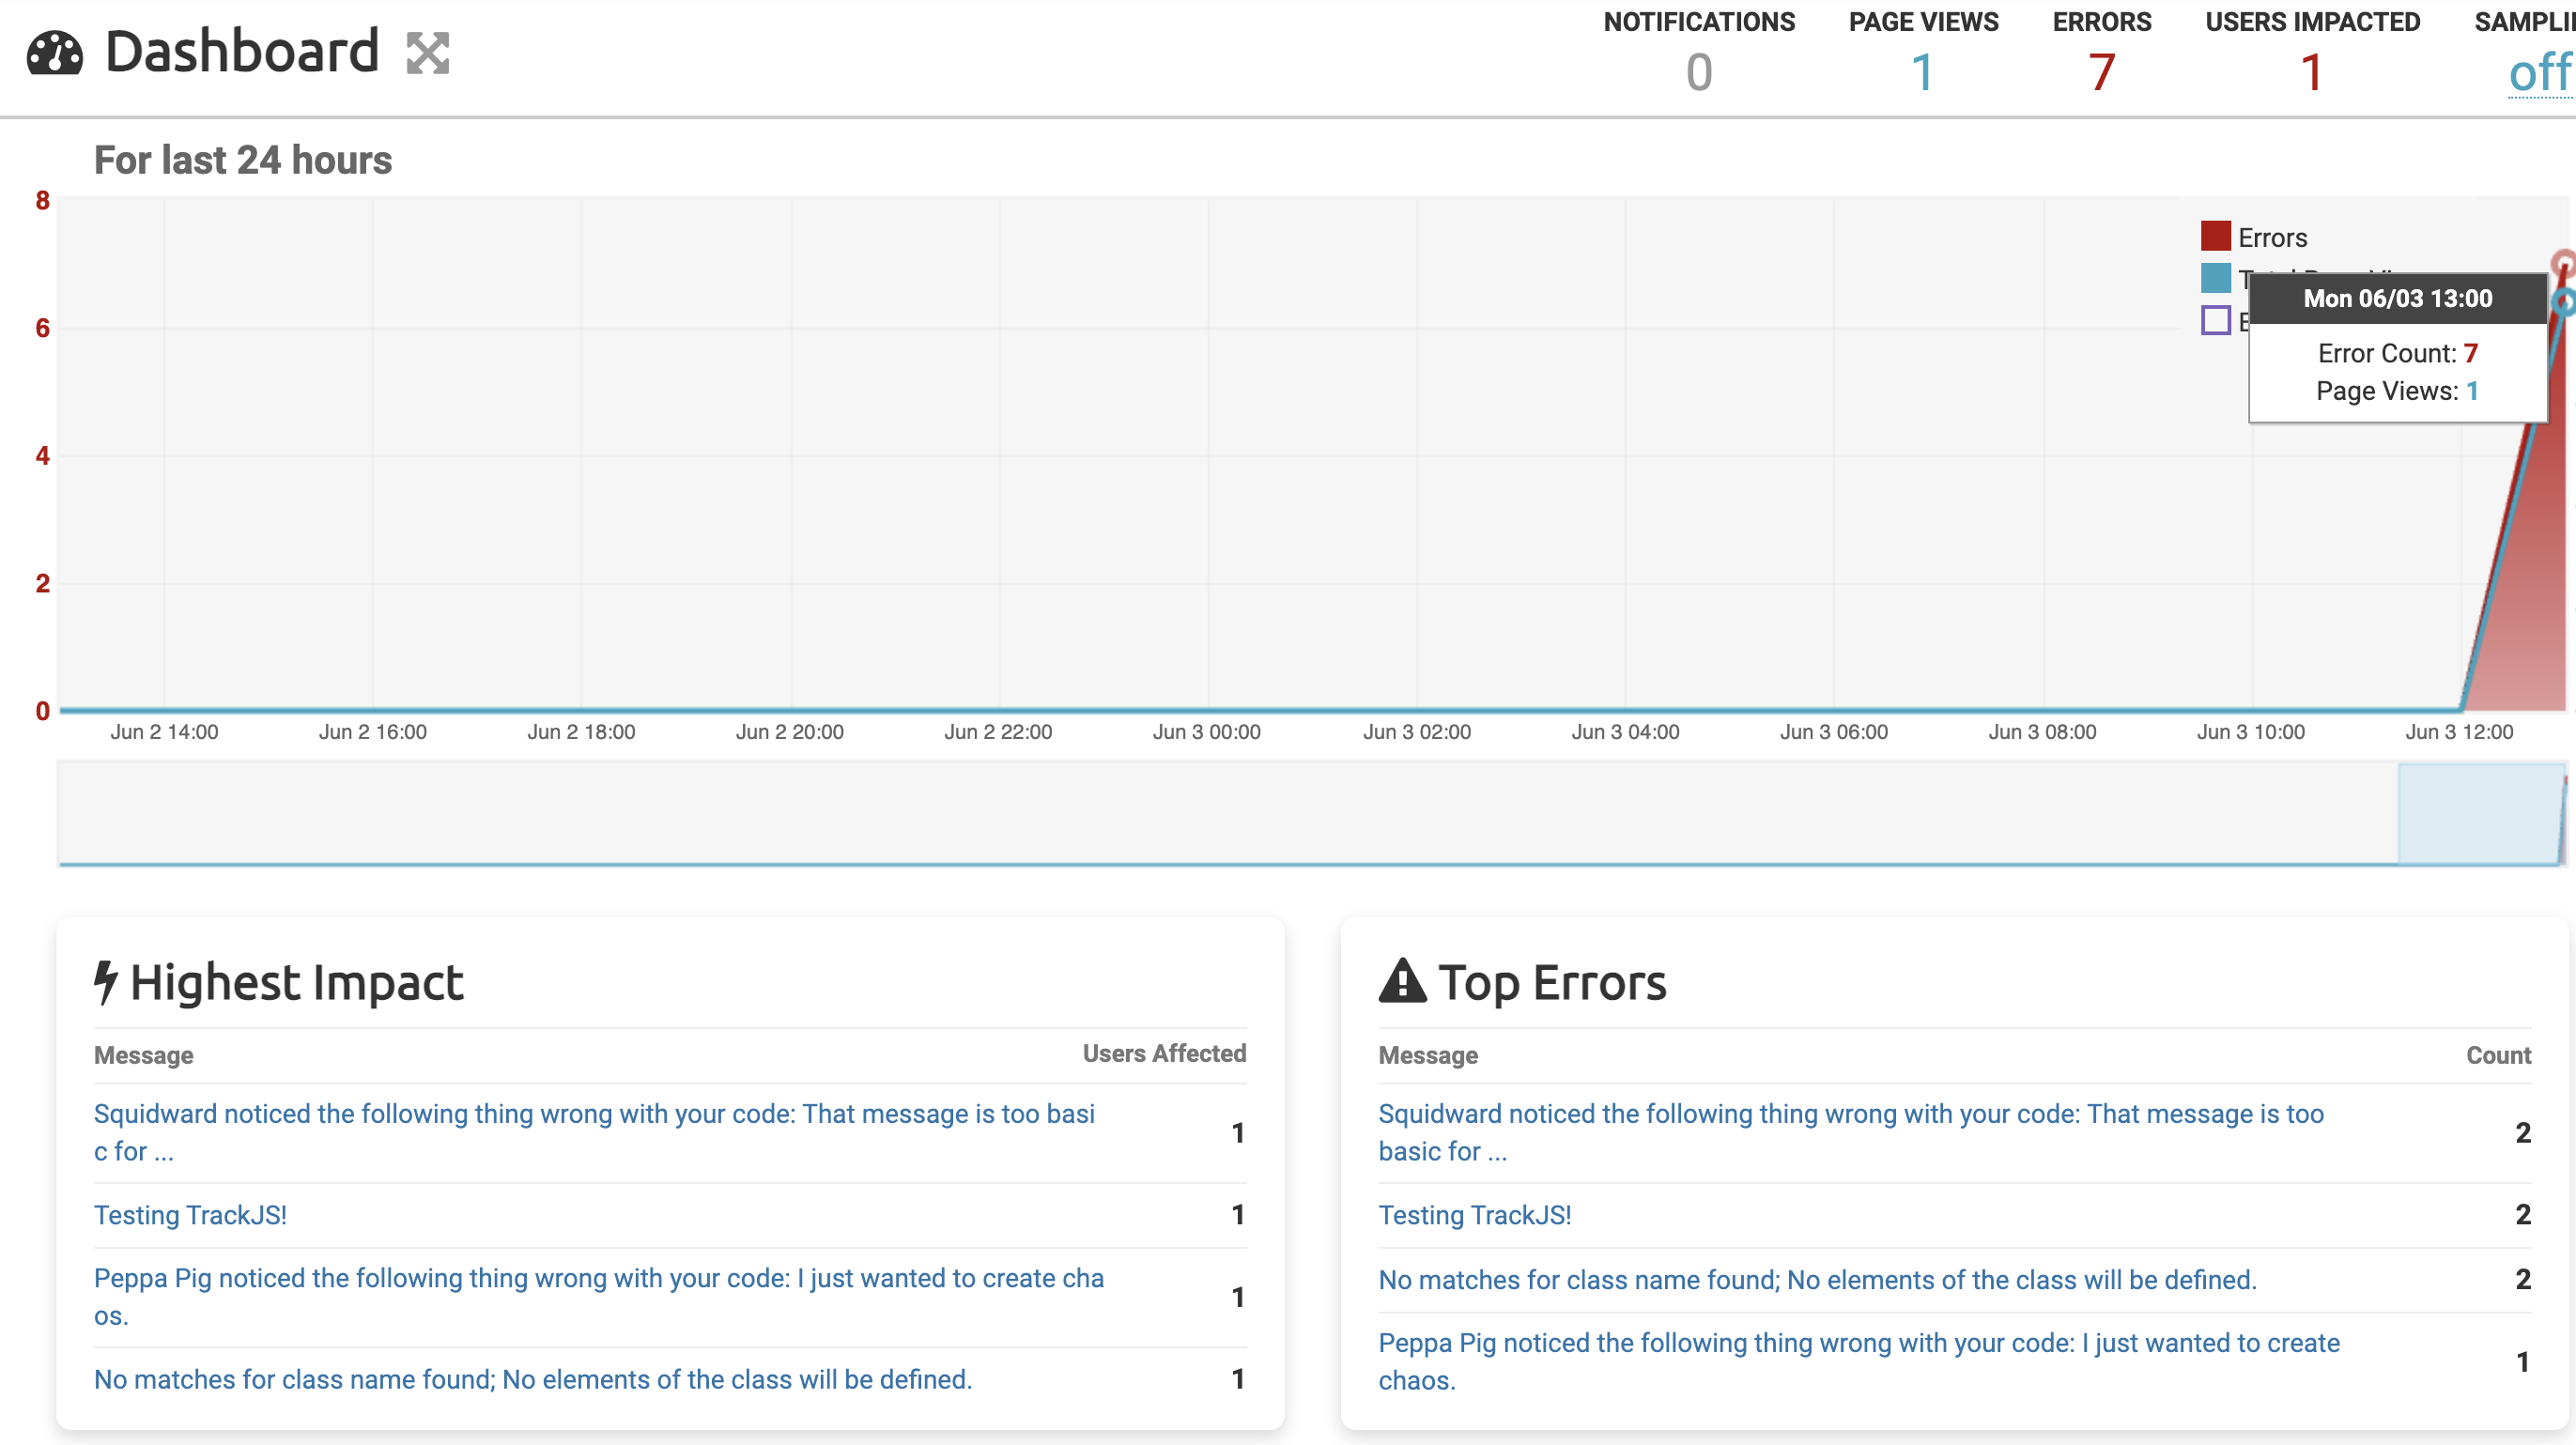 Dashboard
NOTIFICATIONS
0
PAGE VIEWS
1
ERRORS
7
USERS IMPACTED
1
off
For last 24 hours
8
6
4
2
0
Errors
Mon 06/03 13:00
Error Count: 7
Page Views: 1
Jun 2 14:00
Jun 2 16:00
Jun 2 18:00
Jun 2 20:00
Jun 2 22:00
Jun 3 00:00
Jun 3 02:00
Jun 3 04:00
Jun 3 06:00
Jun 3 08:00
Jun 3 10:00
Jun 3 12:00
Highest Impact
Message Users Affected
Squidward noticed the following thing wrong with your code: That message is too basi
c for ...
1
Testing TrackJS! 1
Peppa Pig noticed the following thing wrong with your code: I just wanted to create cha
os.
1
No matches for class name found; No elements of the class will be defined. 1
Top Errors
Message Count
Squidward noticed the following thing wrong with your code: That message is too
basic for ...
2
Testing TrackJS! 2
No matches for class name found; No elements of the class will be defined. 2
Peppa Pig noticed the following thing wrong with your code: I just wanted to create
chaos.
1